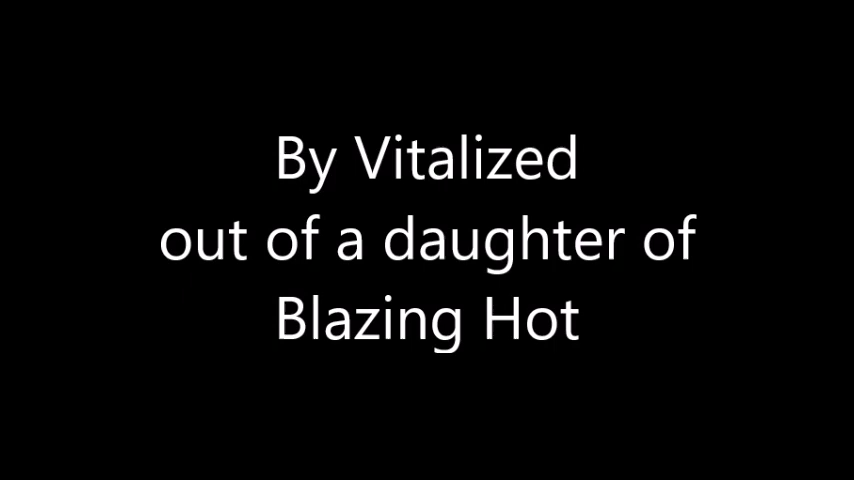 By Vitalized
out of a daughter of
Blazing Hot